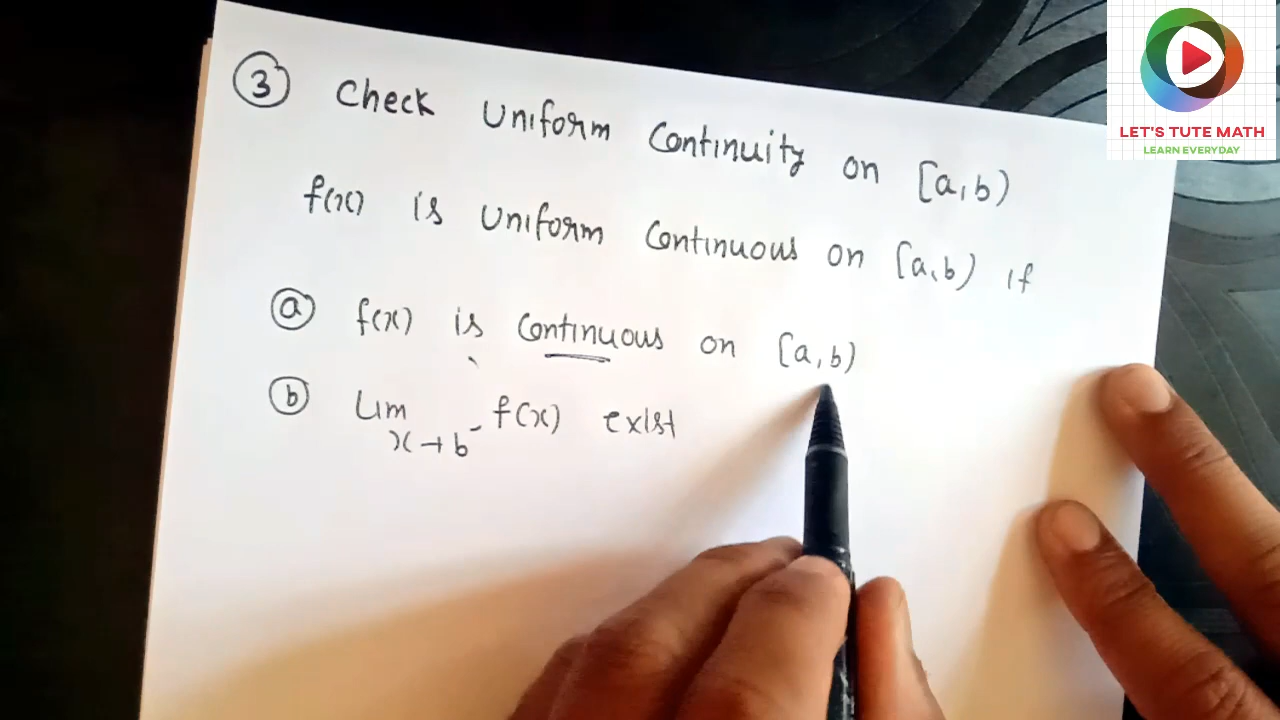 ③ Check Uniform Continuity on [a,b)
f(x) is Uniform Continuous on [a,b) if
ⓐ f(x) is Continuous on [a,b)
ⓑ Lim x→b⁻ f(x) exist
LET'S TUTE MATH
LEARN EVERYDAY